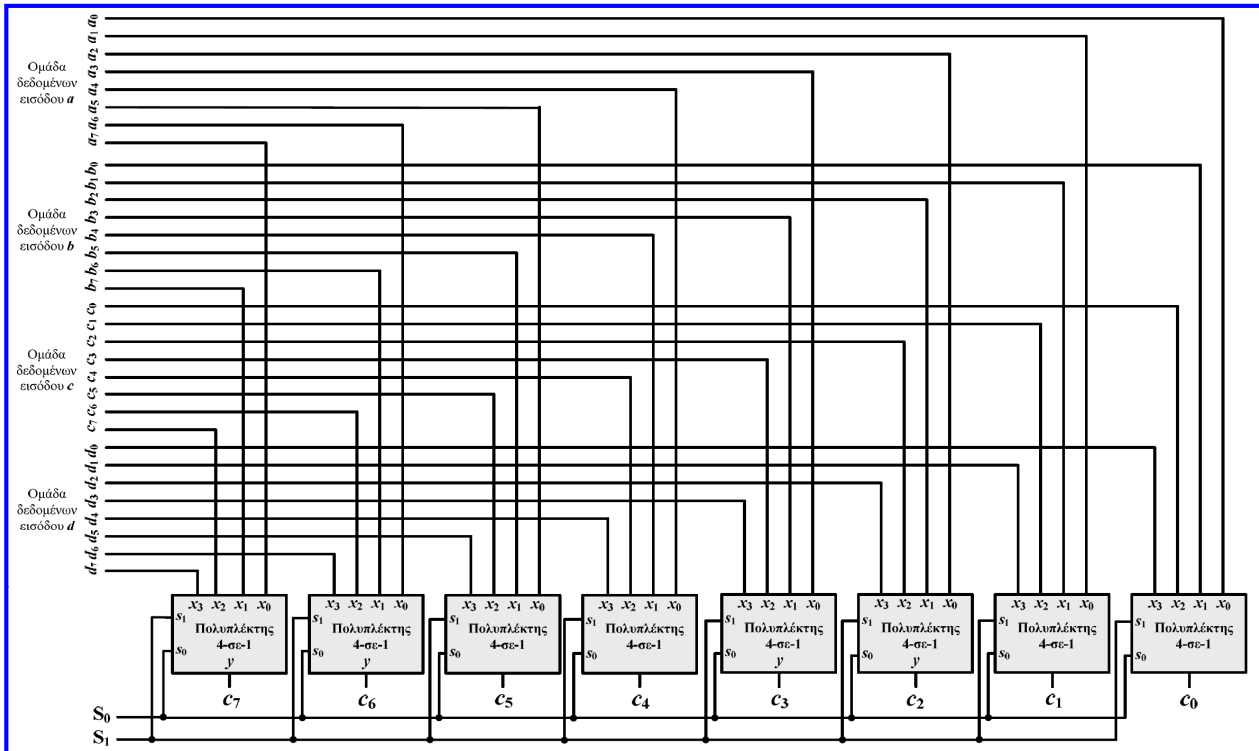 Ομάδα
δεδομένων
εισόδου a
a₀
a₁
a₂
a₃
a₄
a₅
a₆
a₇
Ομάδα
δεδομένων
εισόδου b
b₀
b₁
b₂
b₃
b₄
b₅
b₆
b₇
Ομάδα
δεδομένων
εισόδου c
c₀
c₁
c₂
c₃
c₄
c₅
c₆
c₇
Ομάδα
δεδομένων
εισόδου d
d₀
d₁
d₂
d₃
d₄
d₅
d₆
d₇
x₃ x₂ x₁ x₀
s₁
Πολυπλέκτης
4-σε-1
s₀
y
c₇
x₃ x₂ x₁ x₀
s₁
Πολυπλέκτης
4-σε-1
s₀
y
c₆
x₃ x₂ x₁ x₀
s₁
Πολυπλέκτης
4-σε-1
s₀
c₅
x₃ x₂ x₁ x₀
s₁
Πολυπλέκτης
4-σε-1
s₀
c₄
x₃ x₂ x₁ x₀
s₁
Πολυπλέκτης
4-σε-1
s₀
y
c₃
x₃ x₂ x₁ x₀
s₁
Πολυπλέκτης
4-σε-1
s₀
y
c₂
x₃ x₂ x₁ x₀
s₁
Πολυπλέκτης
4-σε-1
s₀
c₁
x₃ x₂ x₁ x₀
s₁
Πολυπλέκτης
4-σε-1
s₀
c₀
S₀
S₁